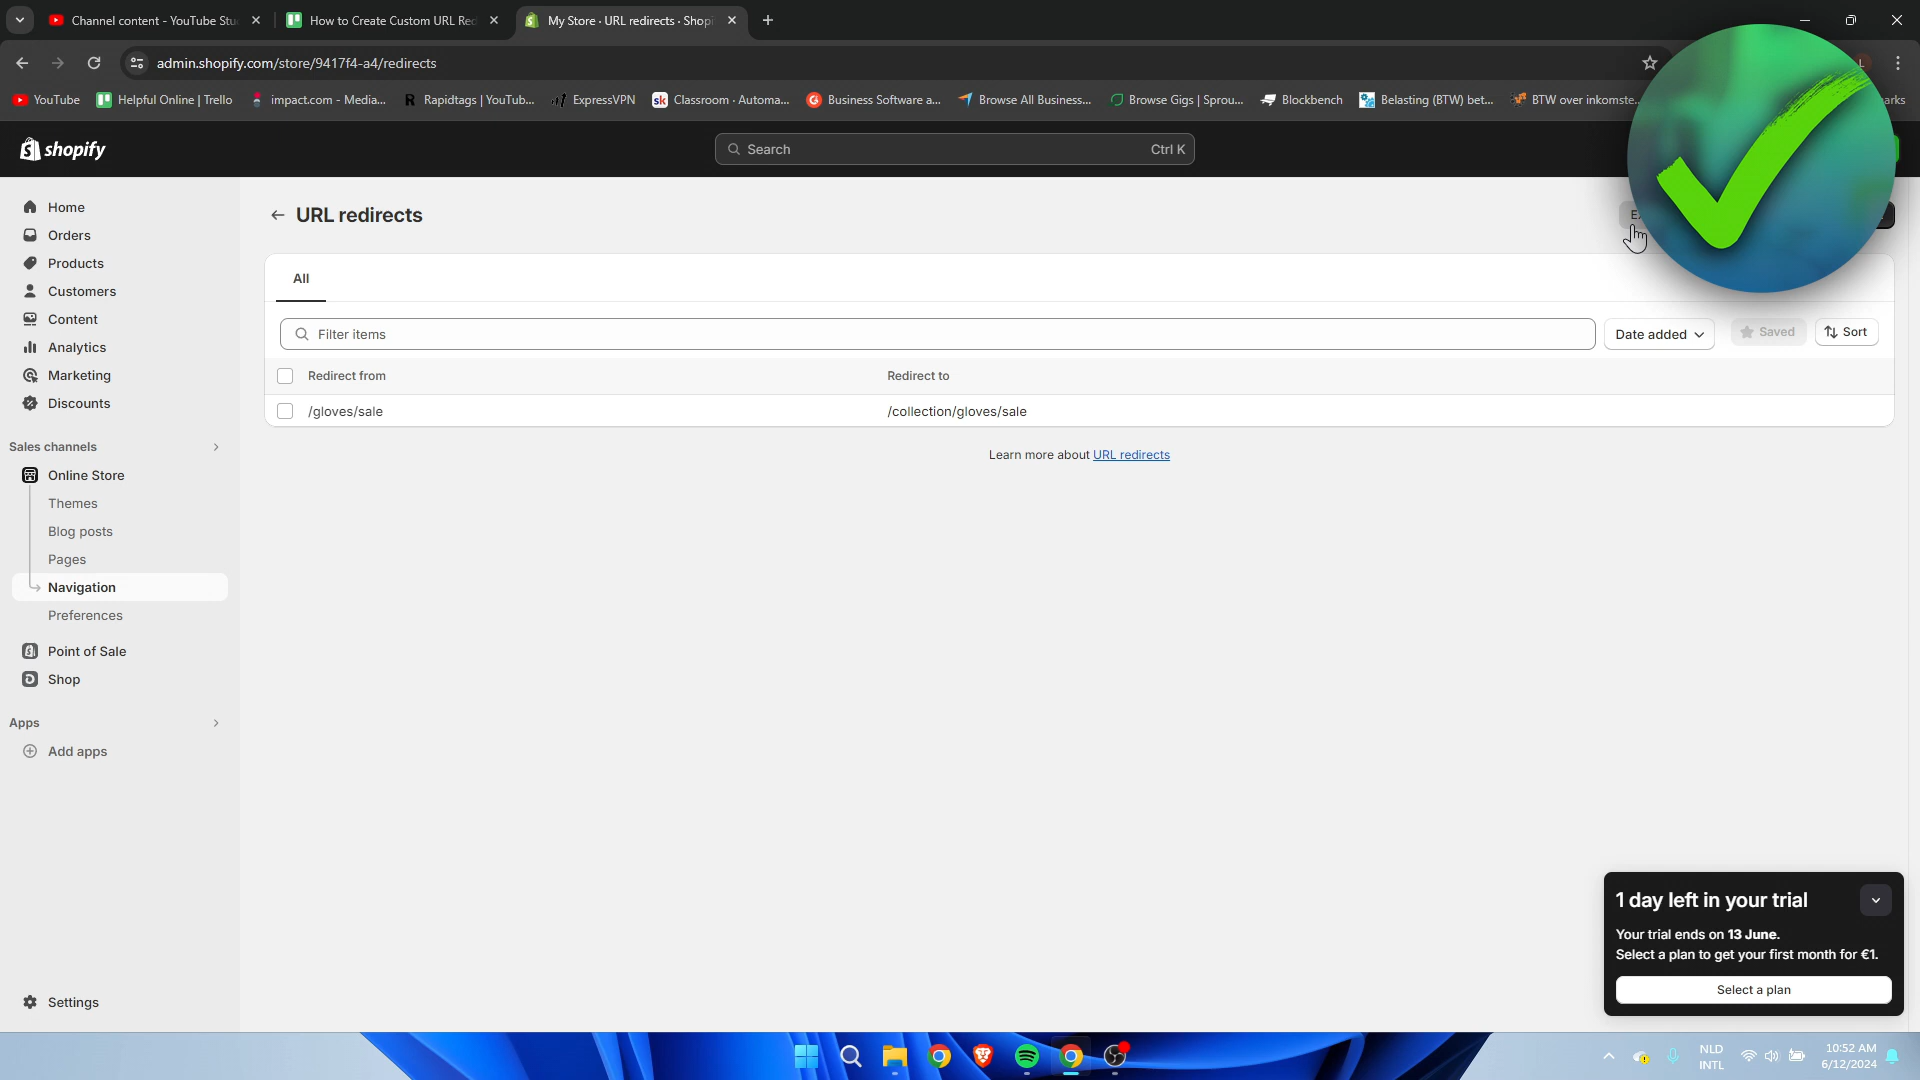 Channel content - YouTube Stu
How to Create Custom URL Red
My Store · URL redirects · Shopi
admin.shopify.com/store/9417f4-a4/redirects
YouTube
Helpful Online | Trello
impact.com - Media...
Rapidtags | YouTub...
ExpressVPN
Classroom - Automa...
Business Software a...
Browse All Business...
Browse Gigs | Sprou...
Blockbench
Belasting (BTW) bet...
BTW over inkomste...
shopify
Search
Ctrl K
Home
Orders
Products
Customers
Content
Analytics
Marketing
Discounts
Sales channels
Online Store
Themes
Blog posts
Pages
Navigation
Preferences
Point of Sale
Shop
Apps
Add apps
Settings
URL redirects
All
Filter items
Date added
Saved
Sort
Redirect from
Redirect to
/gloves/sale
/collection/gloves/sale
Learn more about URL redirects
1 day left in your trial
Your trial ends on 13 June.
Select a plan to get your first month for €1.
Select a plan
NLD
INTL
10:52 AM
6/12/2024